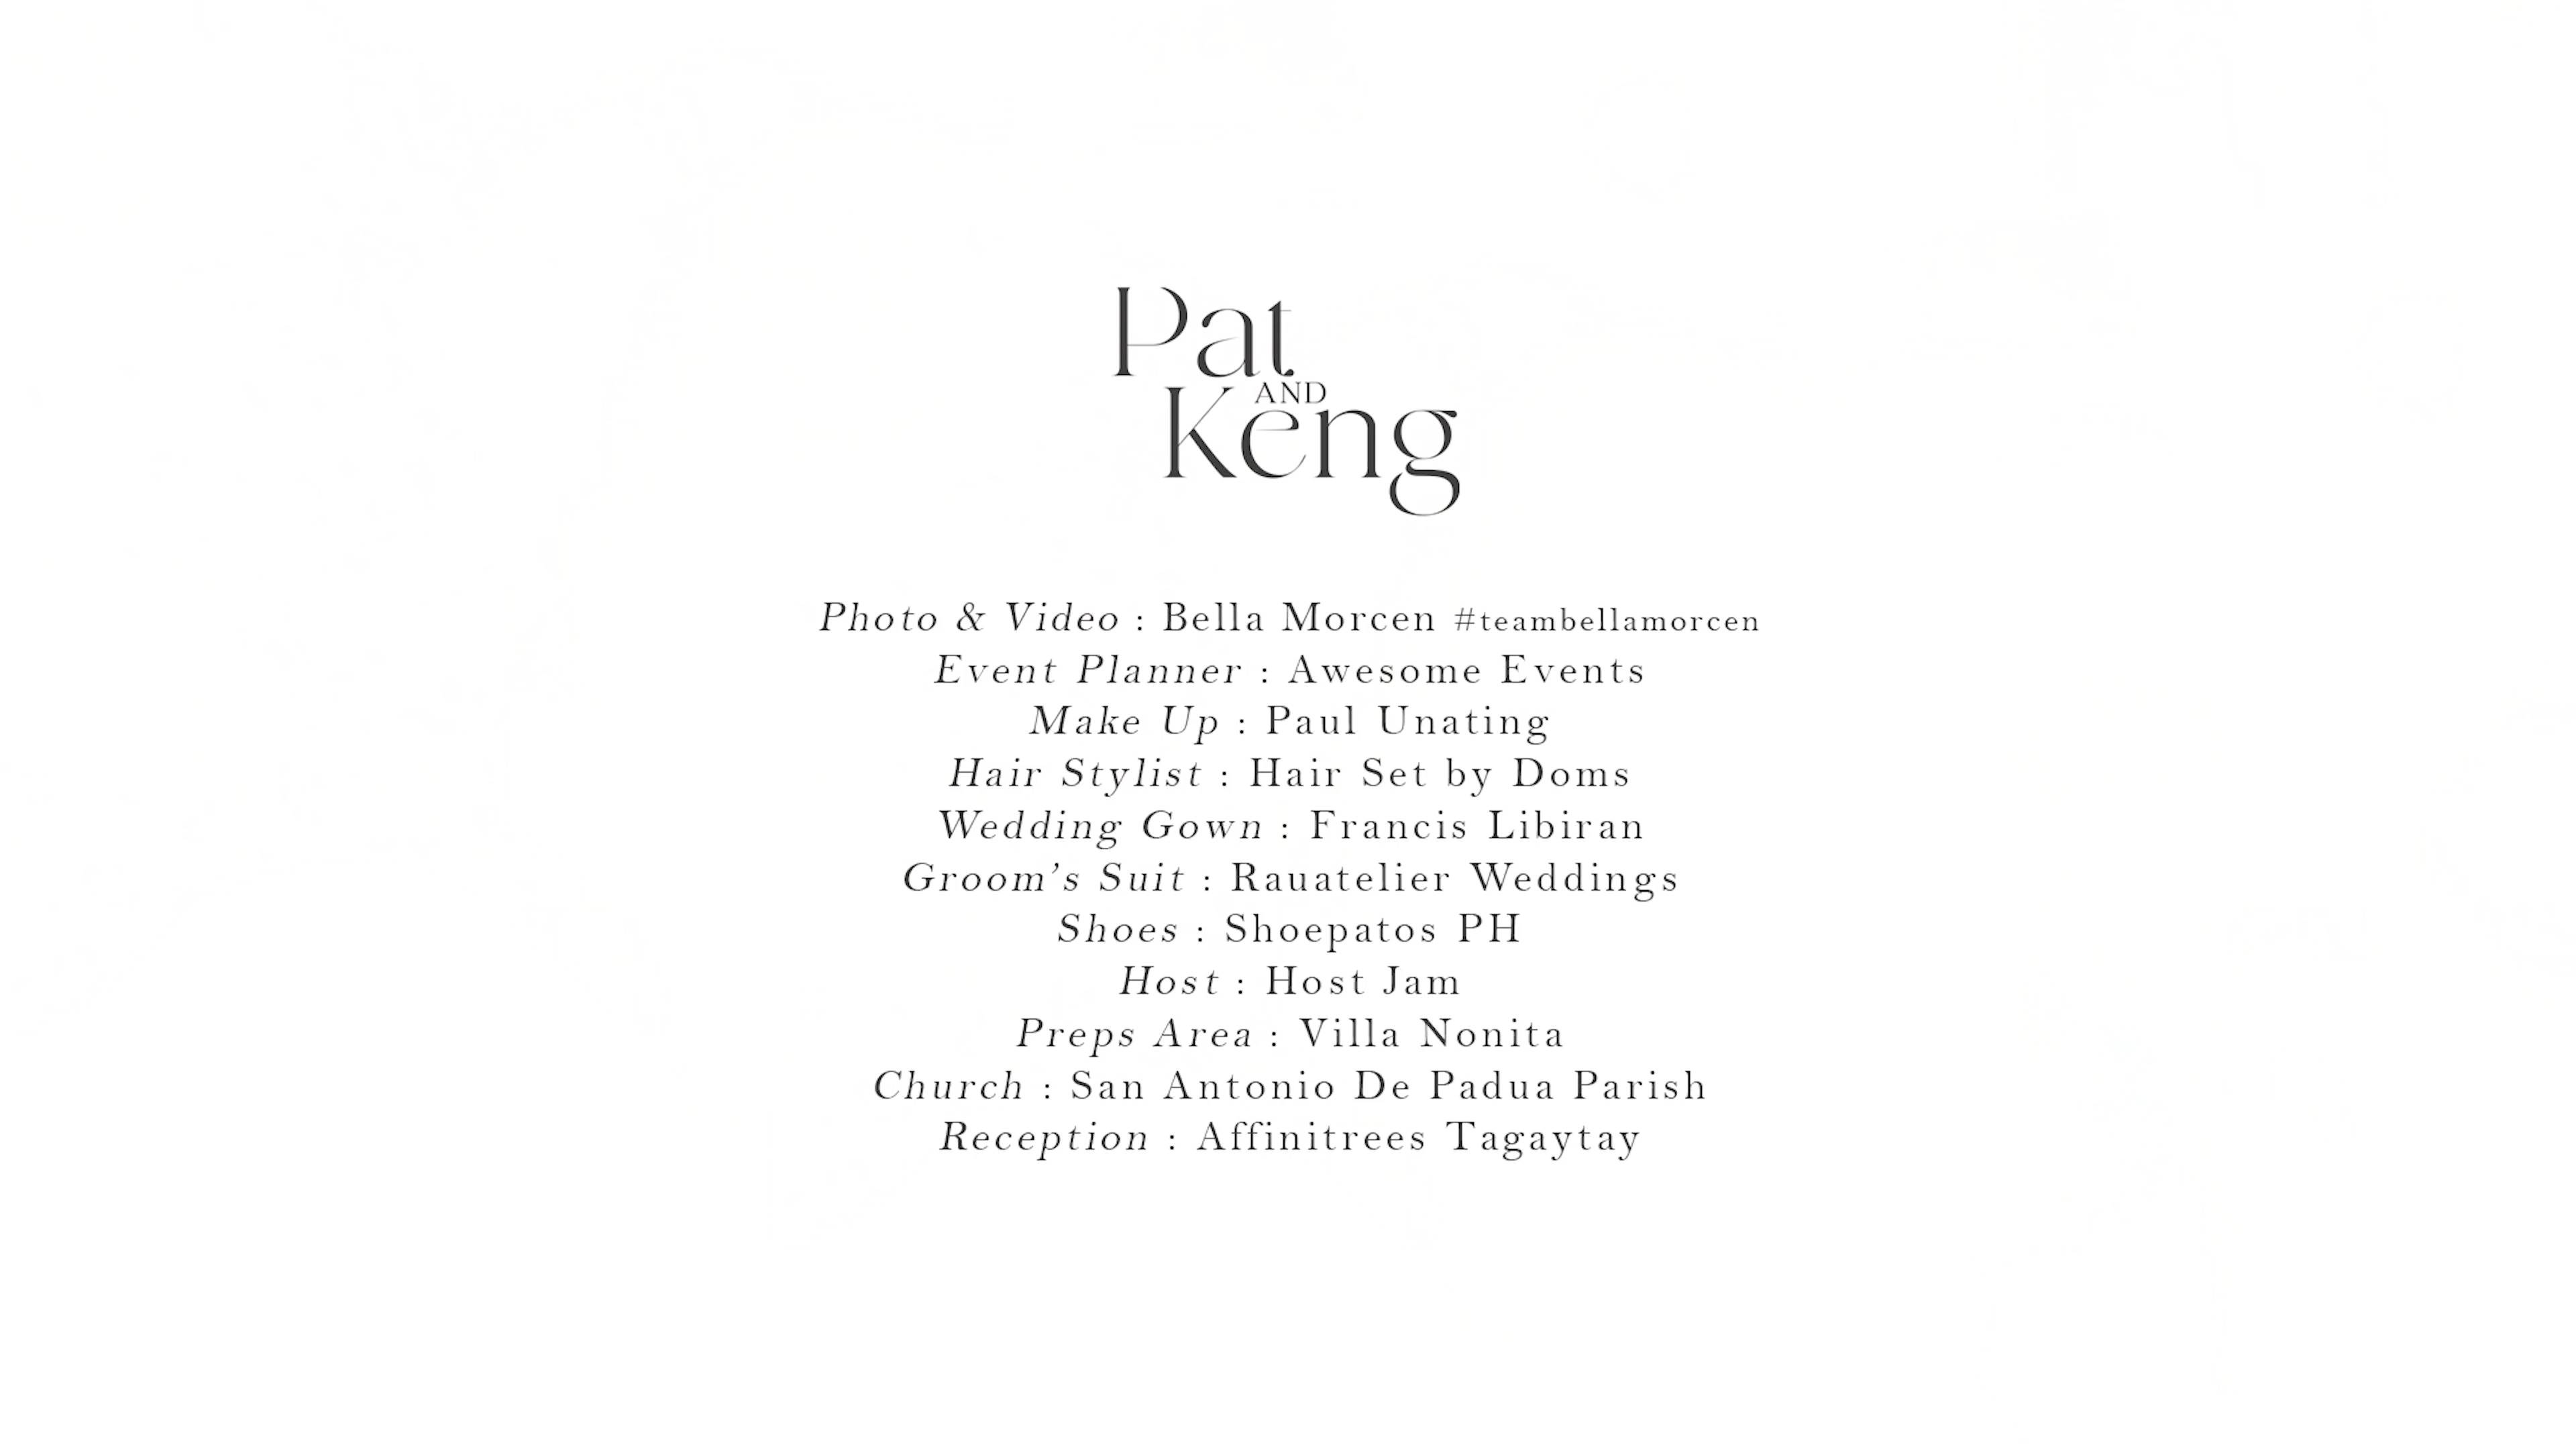 Pat
AND
Keng
Photo & Video : Bella Morcen #teambellamorcen
Event Planner : Awesome Events
Make Up : Paul Unating
Hair Stylist : Hair Set by Doms
Wedding Gown : Francis Libiran
Groom’s Suit : Rauatelier Weddings
Shoes : Shoepatos PH
Host : Host Jam
Preps Area : Villa Nonita
Church : San Antonio De Padua Parish
Reception : Affinitrees Tagaytay